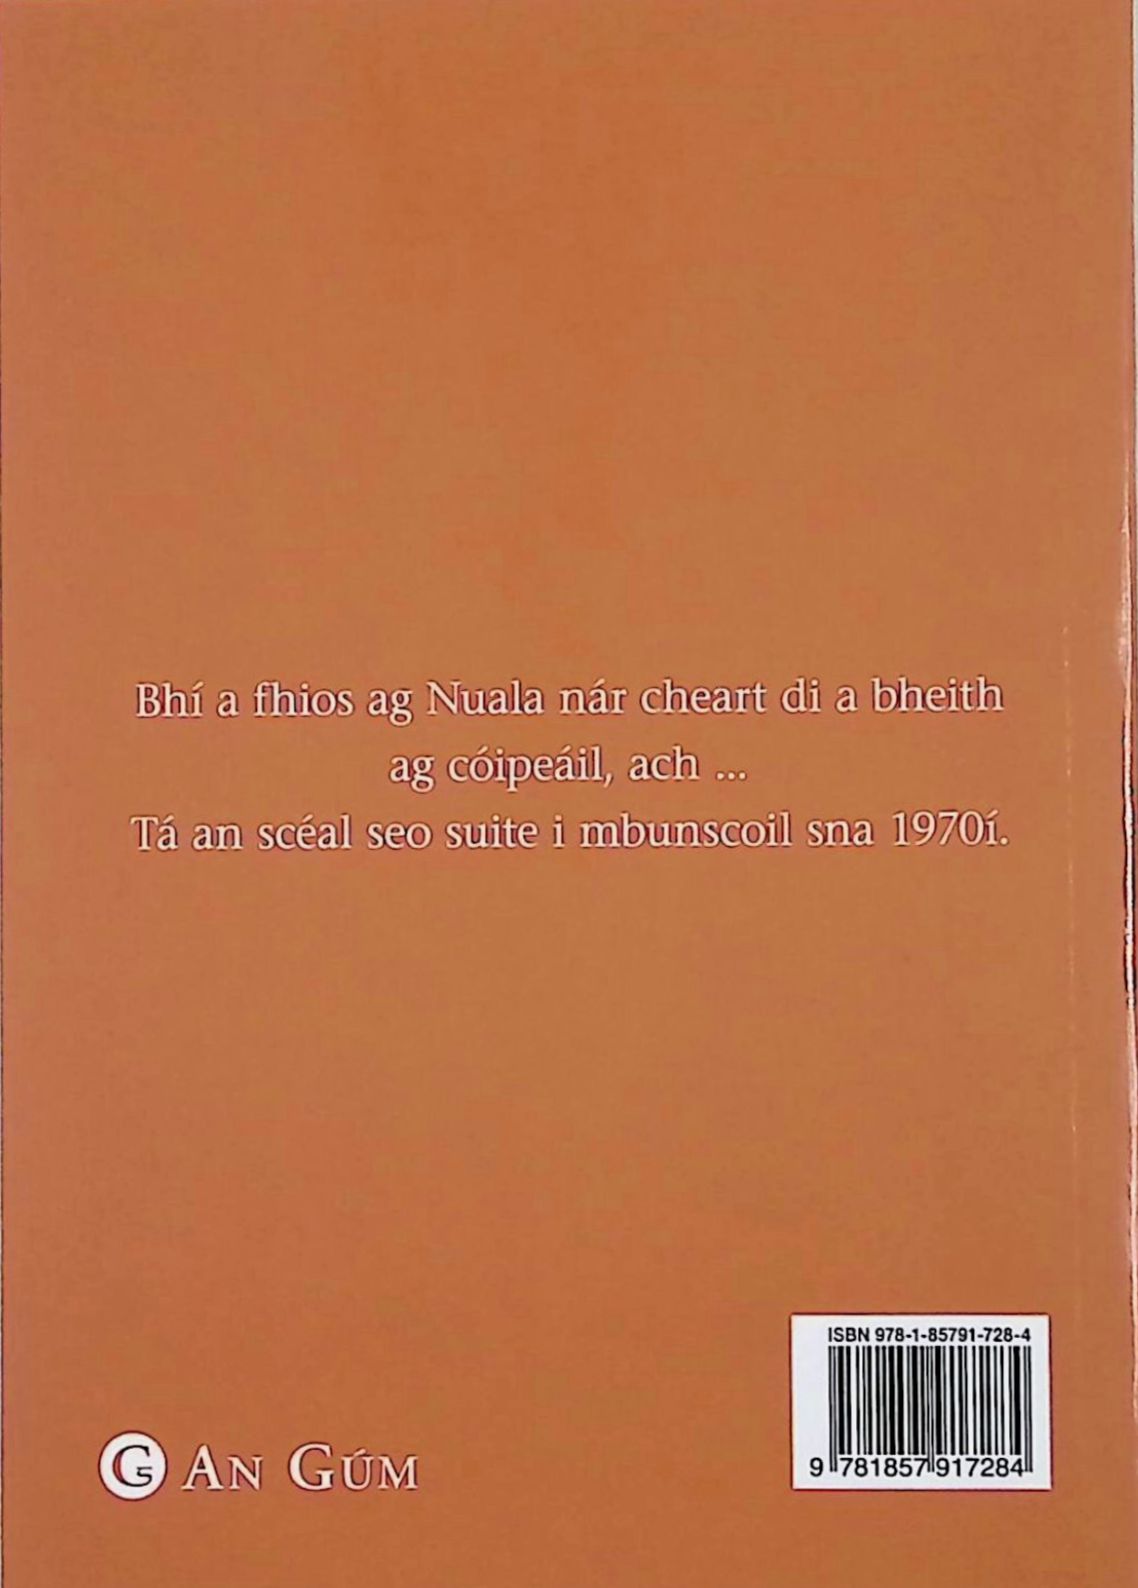 Bhí a fhios ag Nuala nár cheart di a bheith
ag cóipeáil, ach ...
Tá an scéal seo suite i mbunscoil sna 1970í.
ISBN 978-1-85791-728-4
9 781857 917284
G AN GÚM